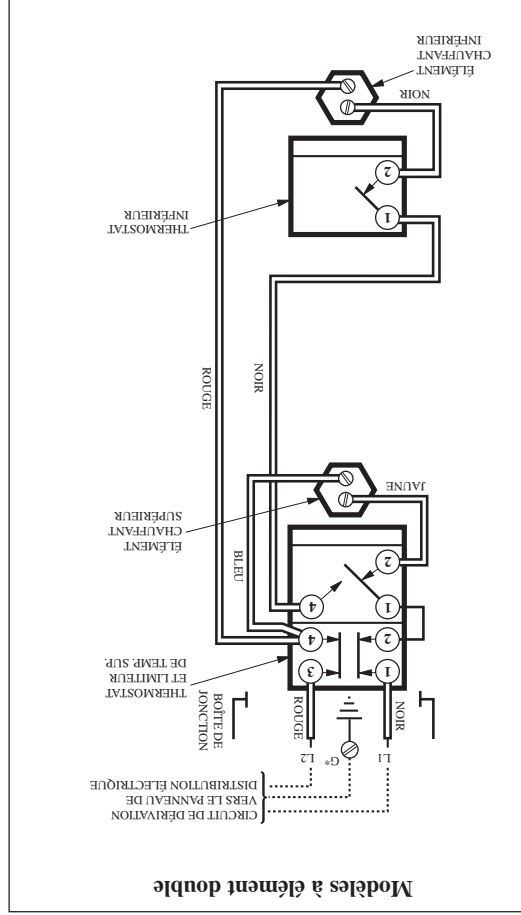 Modèles à élément double
CIRCUIT DE DÉRIVATION
VERS LE PANNEAU DE
DISTRIBUTION ÉLECTRIQUE
L1
G*
L2
NOIR
ROUGE
BOÎTE DE
JONCTION
1
3
2
4
THERMOSTAT
ET LIMITEUR
DE TEMP. SUP.
1
4
2
BLEU
ÉLÉMENT
CHAUFFANT
SUPÉRIEUR
JAUNE
NOIR
ROUGE
1
2
THERMOSTAT
INFÉRIEUR
NOIR
ÉLÉMENT
CHAUFFANT
INFÉRIEUR